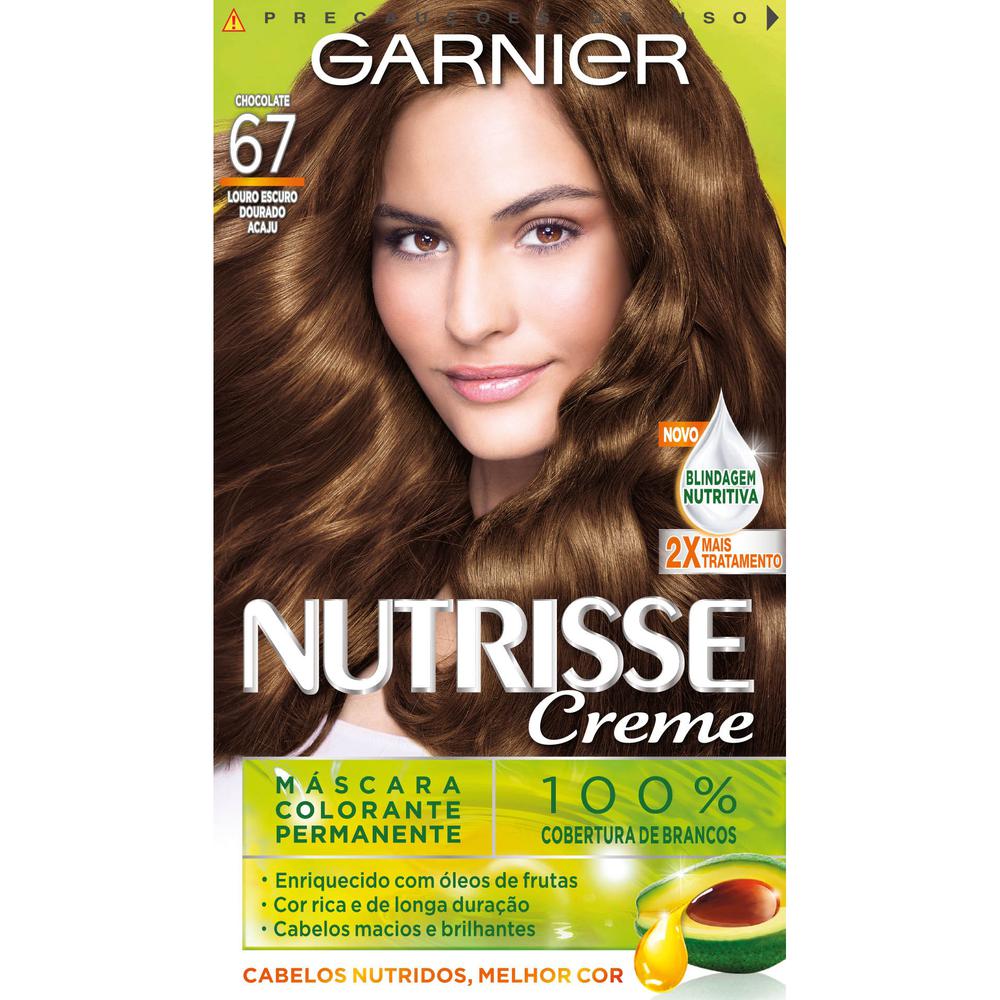 PRECAUÇÕES DE USO
GARNIER
CHOCOLATE
67
LOURO ESCURO
DOURADO
ACAJU
NOVO
BLINDAGEM
NUTRITIVA
2X MAIS
TRATAMENTO
NUTRISSE
Creme
MÁSCARA
COLORANTE
PERMANENTE
100%
COBERTURA DE BRANCOS
• Enriquecido com óleos de frutas
• Cor rica e de longa duração
• Cabelos macios e brilhantes
CABELOS NUTRIDOS, MELHOR COR